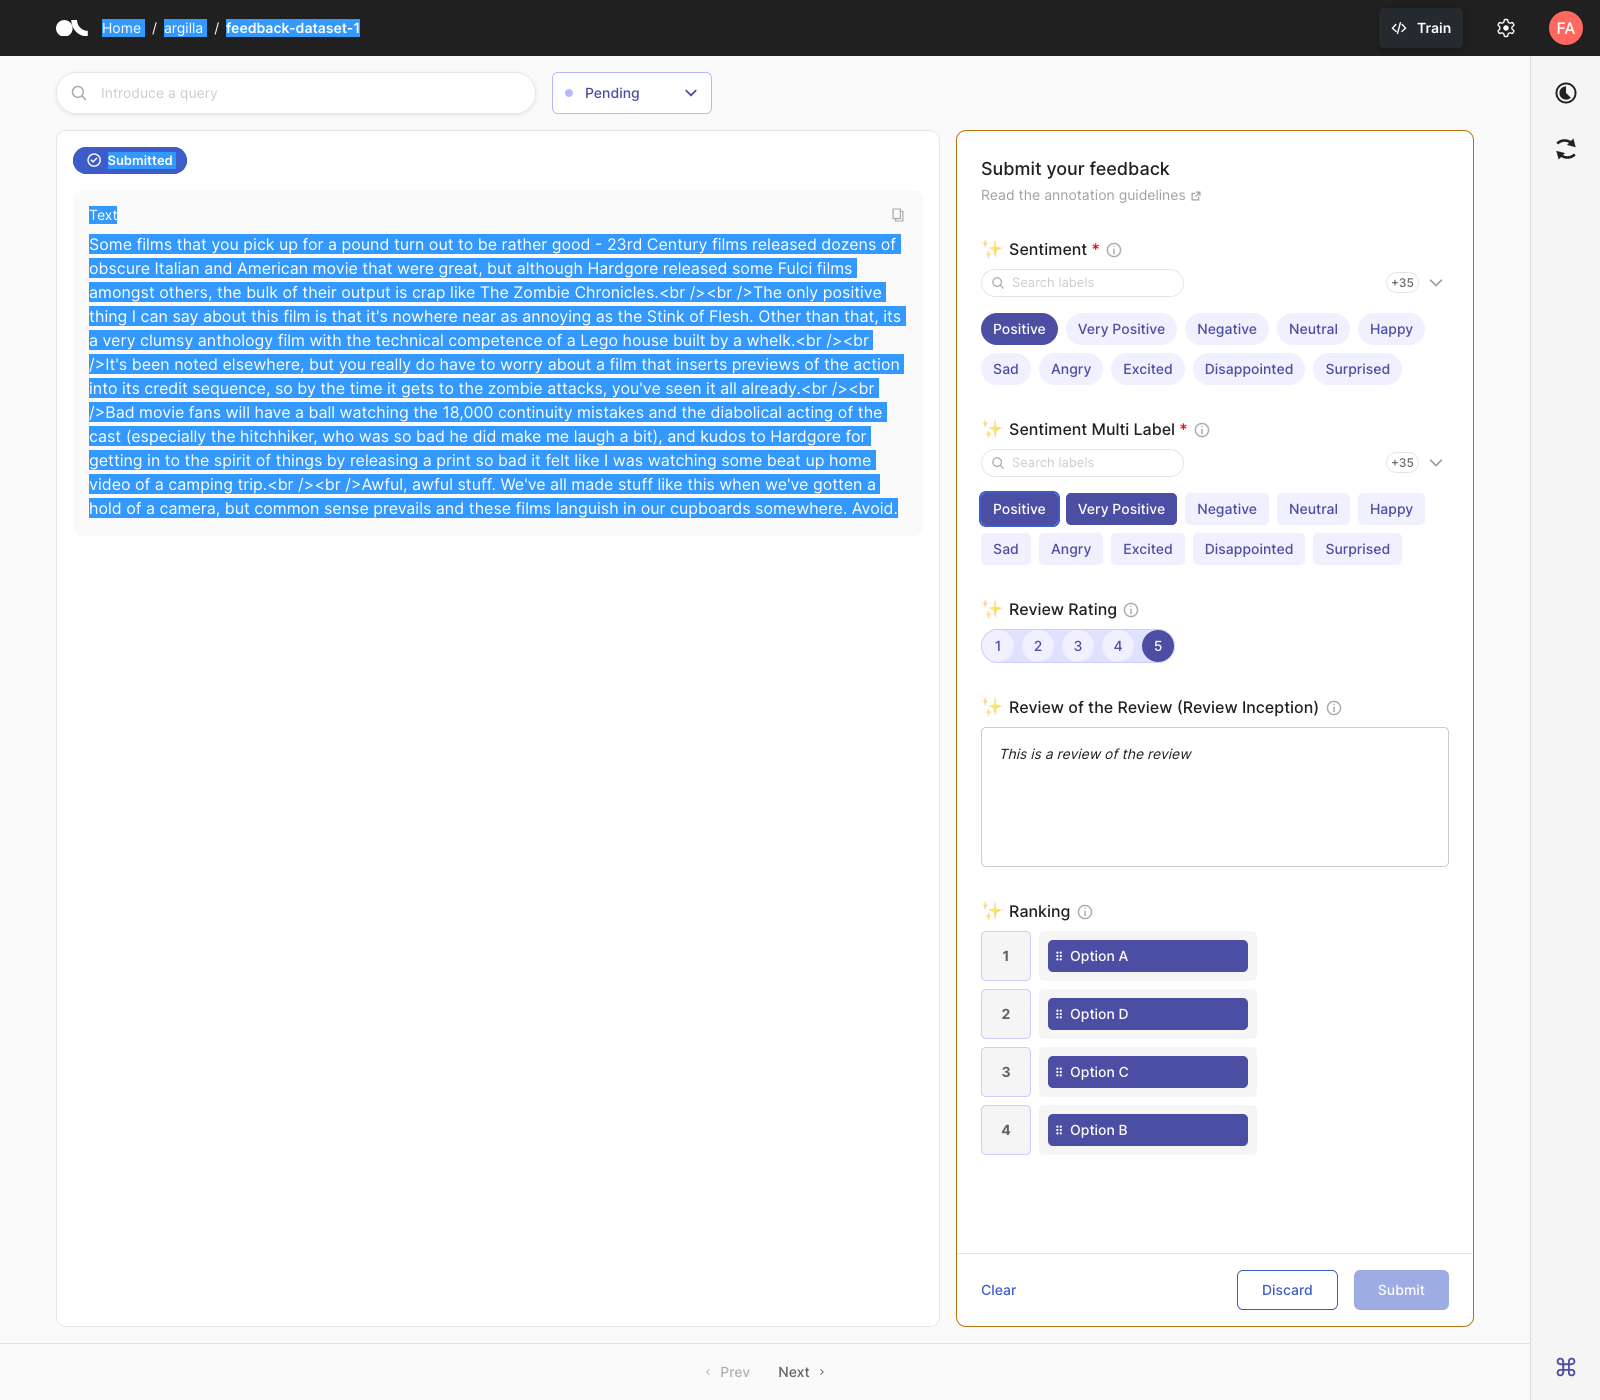 Home / argilla / feedback-dataset-1
Train
FA
Introduce a query
Pending
Submitted
Text
Some films that you pick up for a pound turn out to be rather good - 23rd Century films released dozens of
obscure Italian and American movie that were great, but although Hardgore released some Fulci films
amongst others, the bulk of their output is crap like The Zombie Chronicles.<br /><br />The only positive
thing I can say about this film is that it's nowhere near as annoying as the Stink of Flesh. Other than that, its
a very clumsy anthology film with the technical competence of a Lego house built by a whelk.<br /><br
/>It's been noted elsewhere, but you really do have to worry about a film that inserts previews of the action
into its credit sequence, so by the time it gets to the zombie attacks, you've seen it all already.<br /><br
/>Bad movie fans will have a ball watching the 18,000 continuity mistakes and the diabolical acting of the
cast (especially the hitchhiker, who was so bad he did make me laugh a bit), and kudos to Hardgore for
getting in to the spirit of things by releasing a print so bad it felt like I was watching some beat up home
video of a camping trip.<br /><br />Awful, awful stuff. We've all made stuff like this when we've gotten a
hold of a camera, but common sense prevails and these films languish in our cupboards somewhere. Avoid.
Submit your feedback
Read the annotation guidelines
✨ Sentiment *
Search labels
+35
Positive Very Positive Negative Neutral Happy
Sad Angry Excited Disappointed Surprised
✨ Sentiment Multi Label *
Search labels
+35
Positive Very Positive Negative Neutral Happy
Sad Angry Excited Disappointed Surprised
✨ Review Rating
1 2 3 4 5
✨ Review of the Review (Review Inception)
This is a review of the review
✨ Ranking
1 Option A
2 Option D
3 Option C
4 Option B
Clear Discard Submit
‹ Prev Next ›